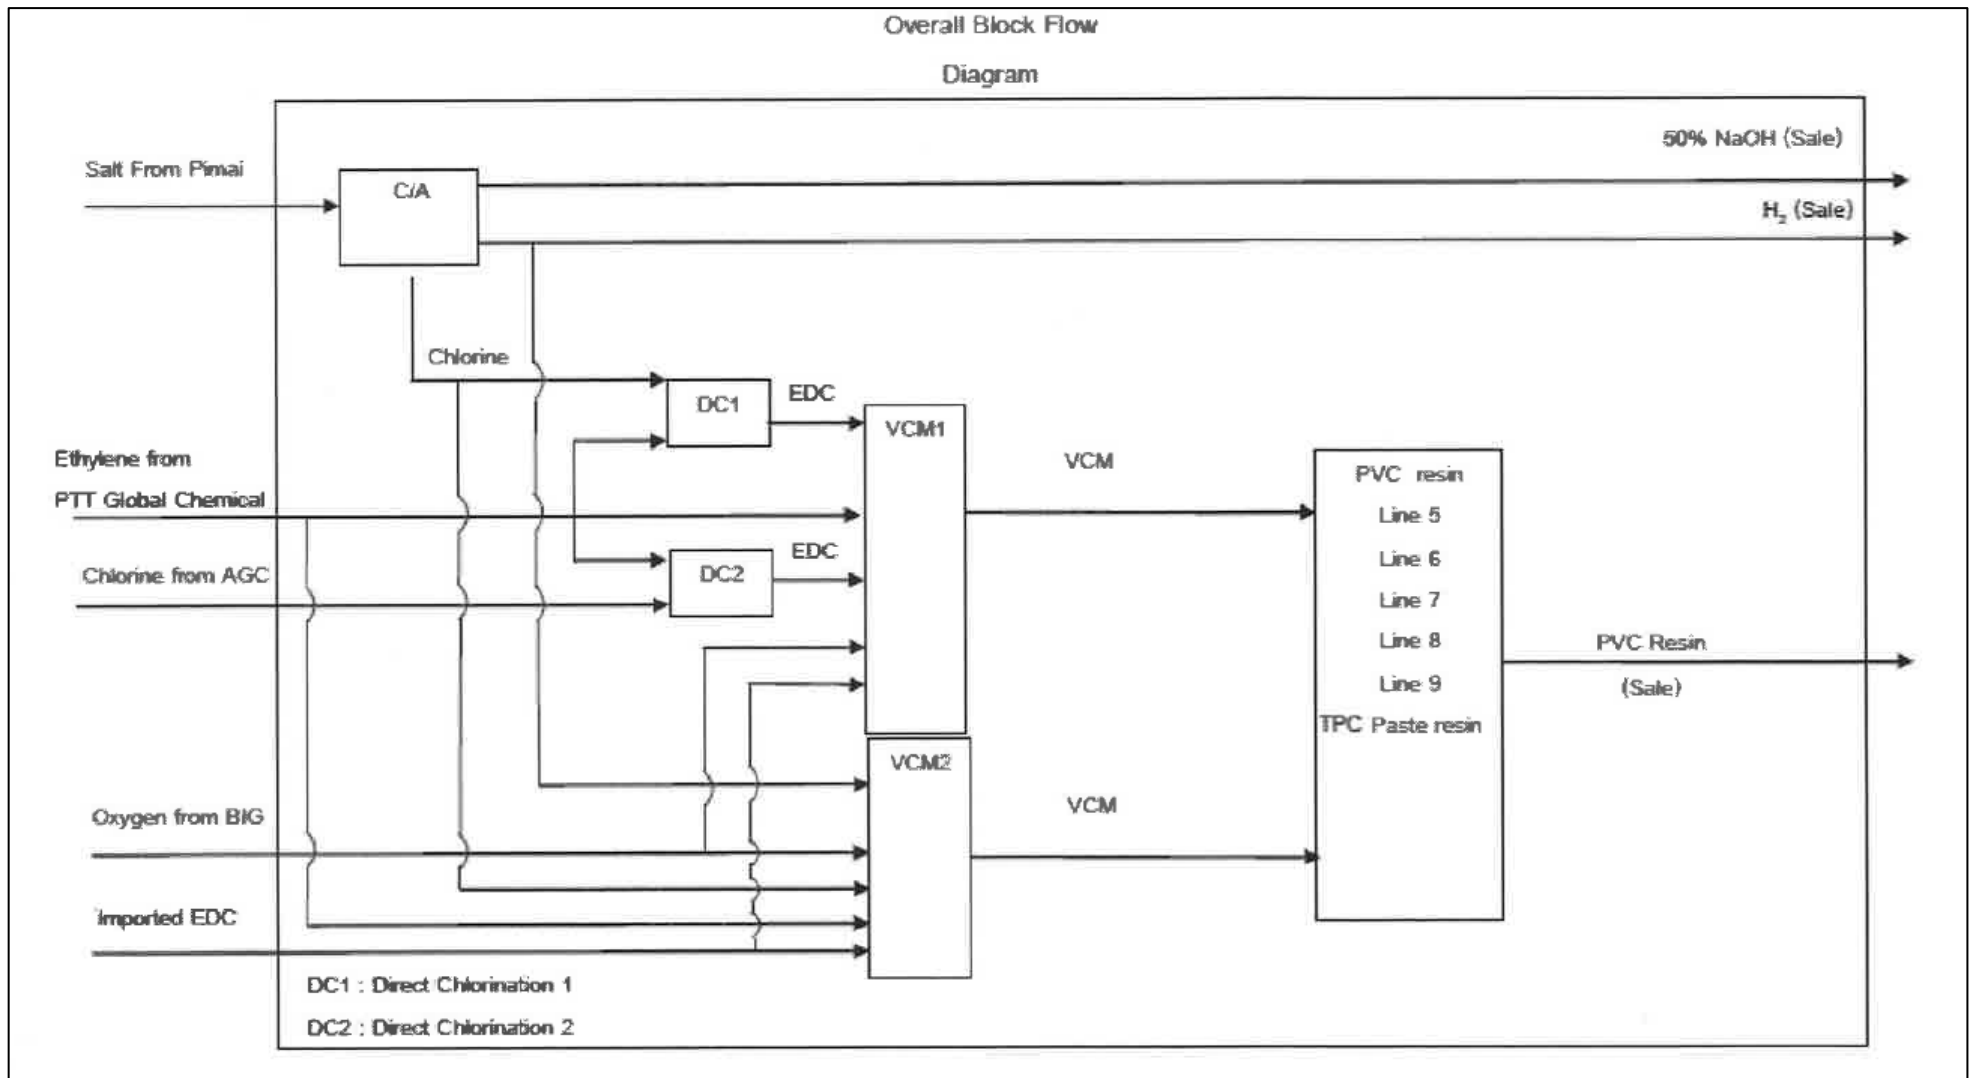 Overall Block Flow
Diagram
50% NaOH (Sale)
Salt From Pimai
C/A
H₂ (Sale)
Chlorine
DC1
EDC
VCM1
Ethylene from
PTT Global Chemical
VCM
PVC resin
Line 5
EDC
Line 6
Chlorine from AGC
DC2
Line 7
Line 8
PVC Resin
Line 9
(Sale)
TPC Paste resin
VCM2
Oxygen from BIG
VCM
Imported EDC
DC1 : Direct Chlorination 1
DC2 : Direct Chlorination 2